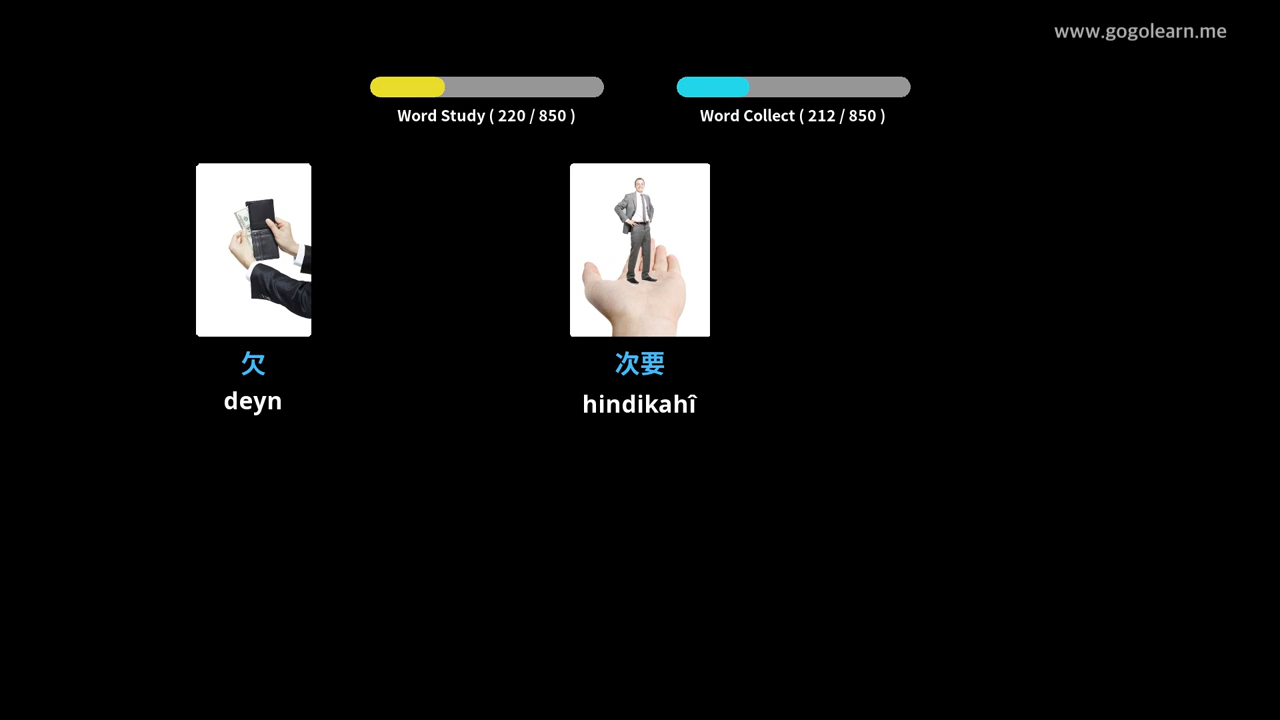 www.gogolearn.me
Word Study ( 220 / 850 )
Word Collect ( 212 / 850 )
欠
deyn
次要
hindikahî